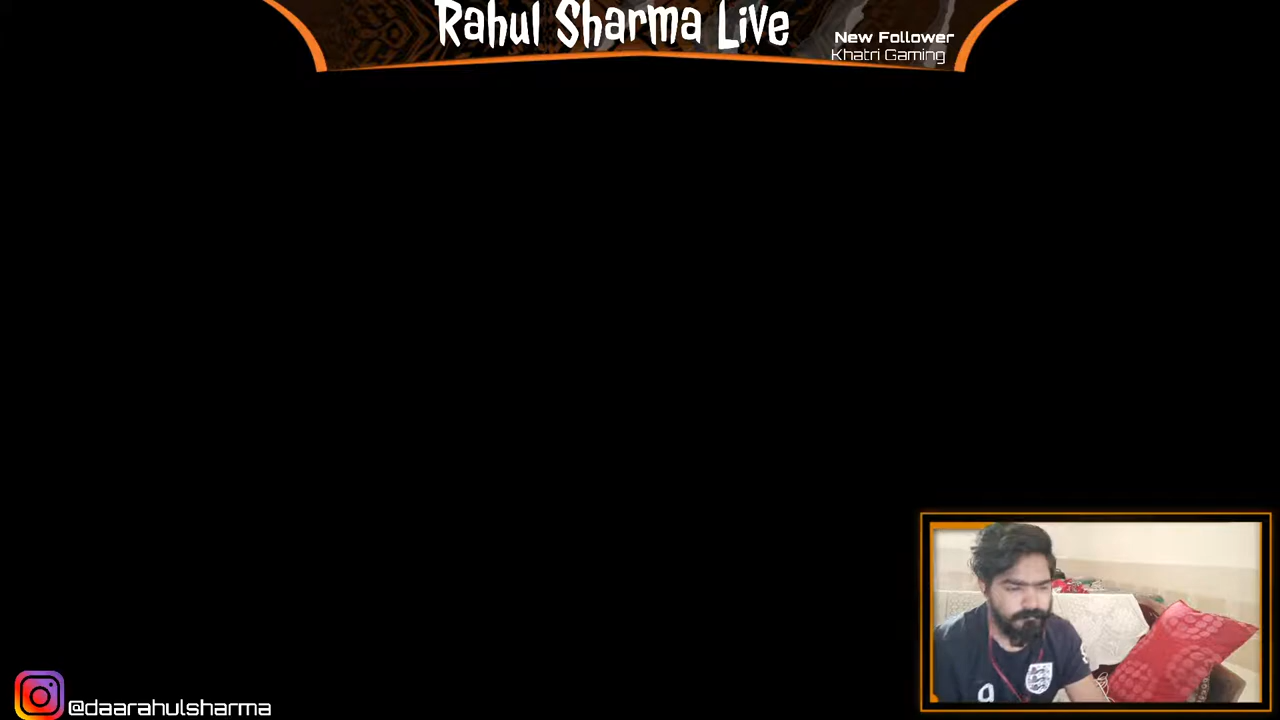 Rahul Sharma Live
New Follower
Khatri Gaming
@daarahulsharma